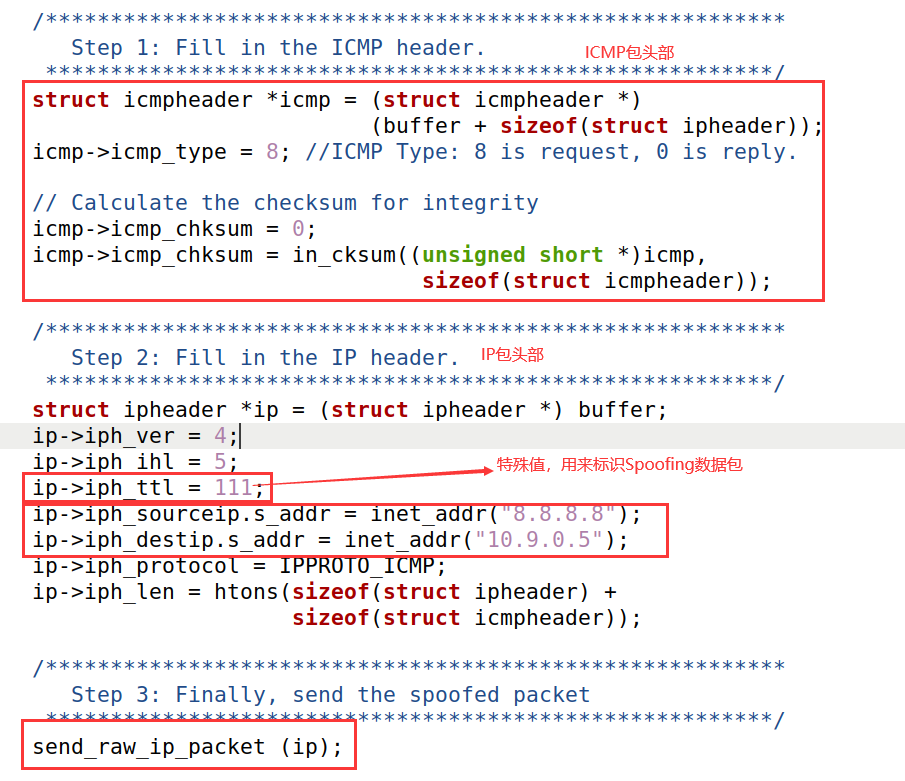 /*********************************************************
Step 1: Fill in the ICMP header.
ICMP包头部
********************************************************/
struct icmpheader *icmp = (struct icmpheader *)
(buffer + sizeof(struct ipheader));
icmp->icmp_type = 8; //ICMP Type: 8 is request, 0 is reply.
// Calculate the checksum for integrity
icmp->icmp_chksum = 0;
icmp->icmp_chksum = in_cksum((unsigned short *)icmp,
sizeof(struct icmpheader));
/*********************************************************
Step 2: Fill in the IP header.
IP包头部
********************************************************/
struct ipheader *ip = (struct ipheader *) buffer;
ip->iph_ver = 4;
ip->iph_ihl = 5;
特殊值，用来标识Spoofing数据包
ip->iph_ttl = 111;
ip->iph_sourceip.s_addr = inet_addr("8.8.8.8");
ip->iph_destip.s_addr = inet_addr("10.9.0.5");
ip->iph_protocol = IPPROTO_ICMP;
ip->iph_len = htons(sizeof(struct ipheader) +
sizeof(struct icmpheader));
/*********************************************************
Step 3: Finally, send the spoofed packet
********************************************************/
send_raw_ip_packet (ip);